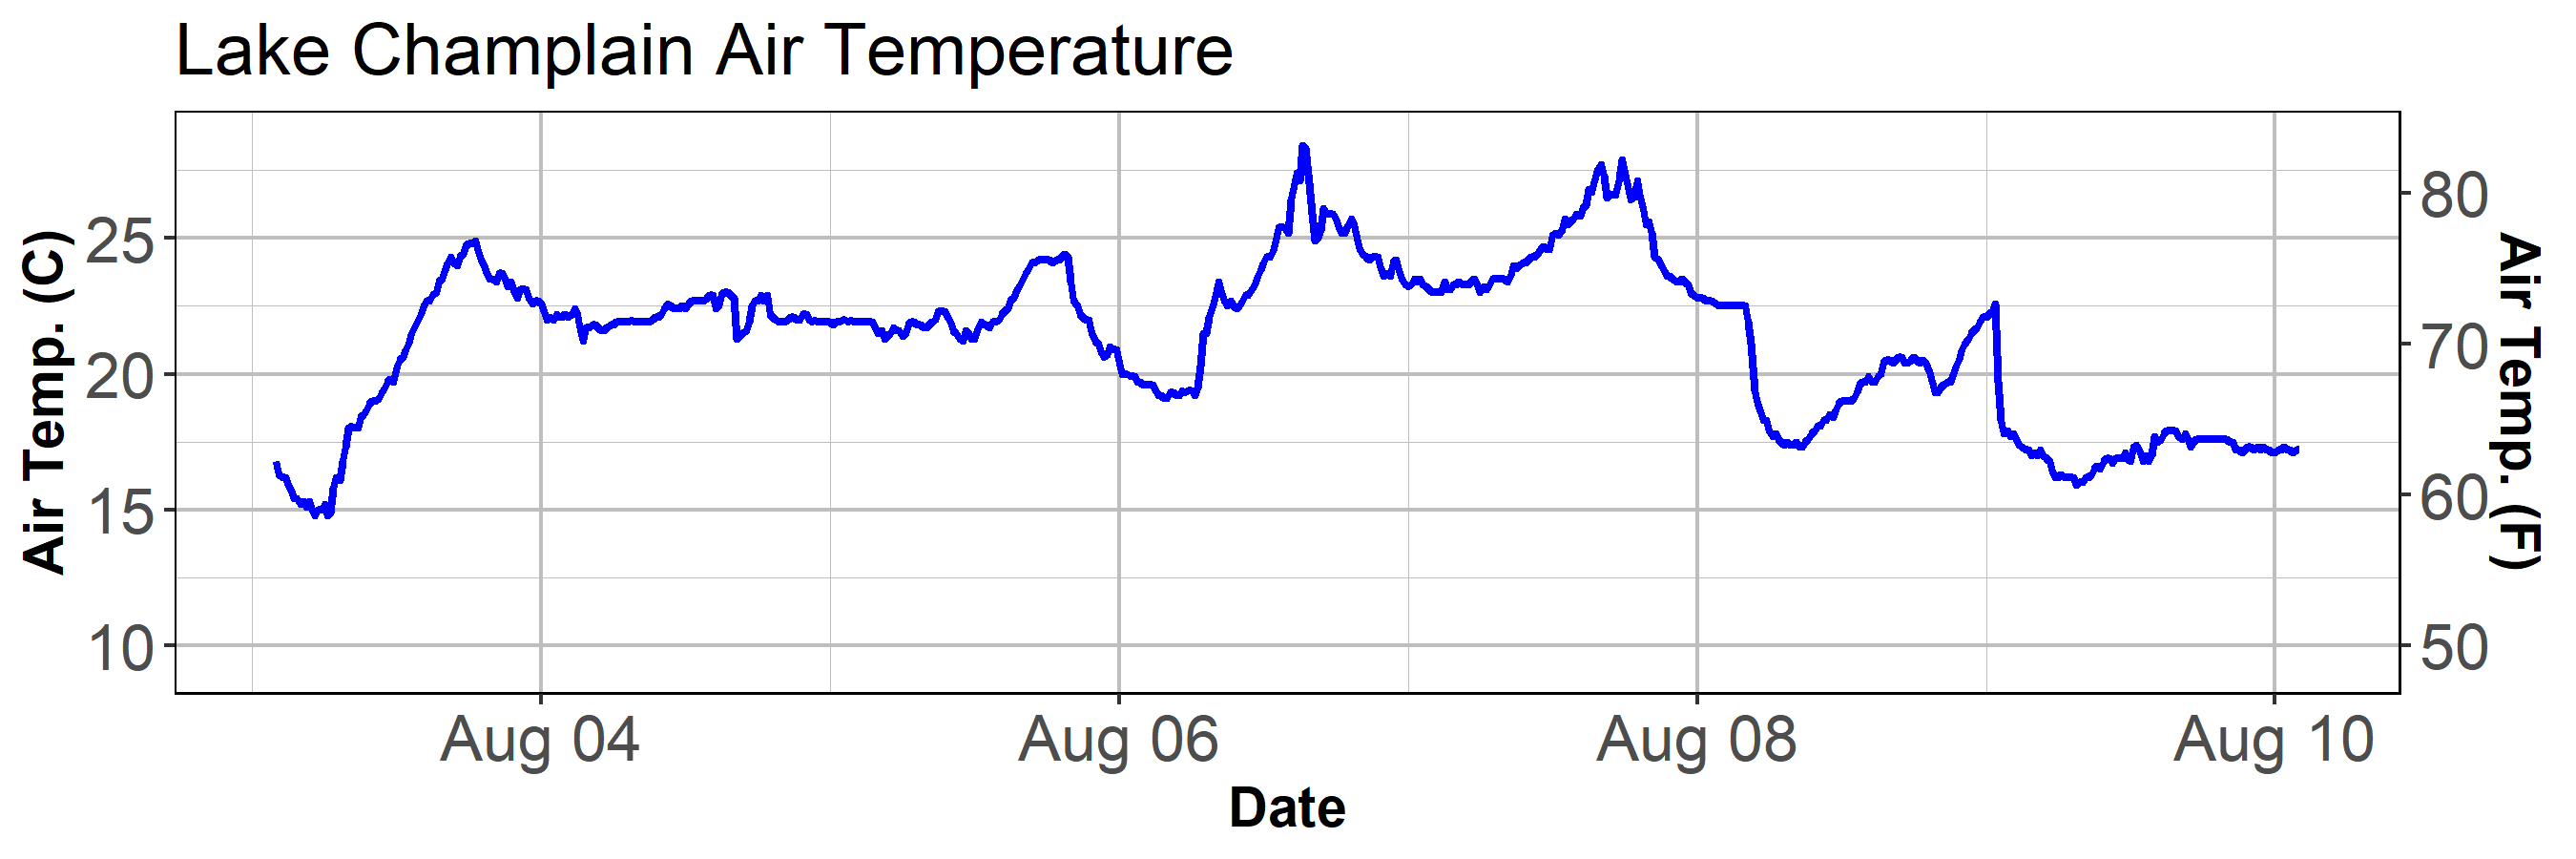 Lake Champlain Air Temperature
Air Temp. (C)
25
20
15
10
80
70
60
50
Air Temp. (F)
Aug 04 Aug 06 Aug 08 Aug 10
Date